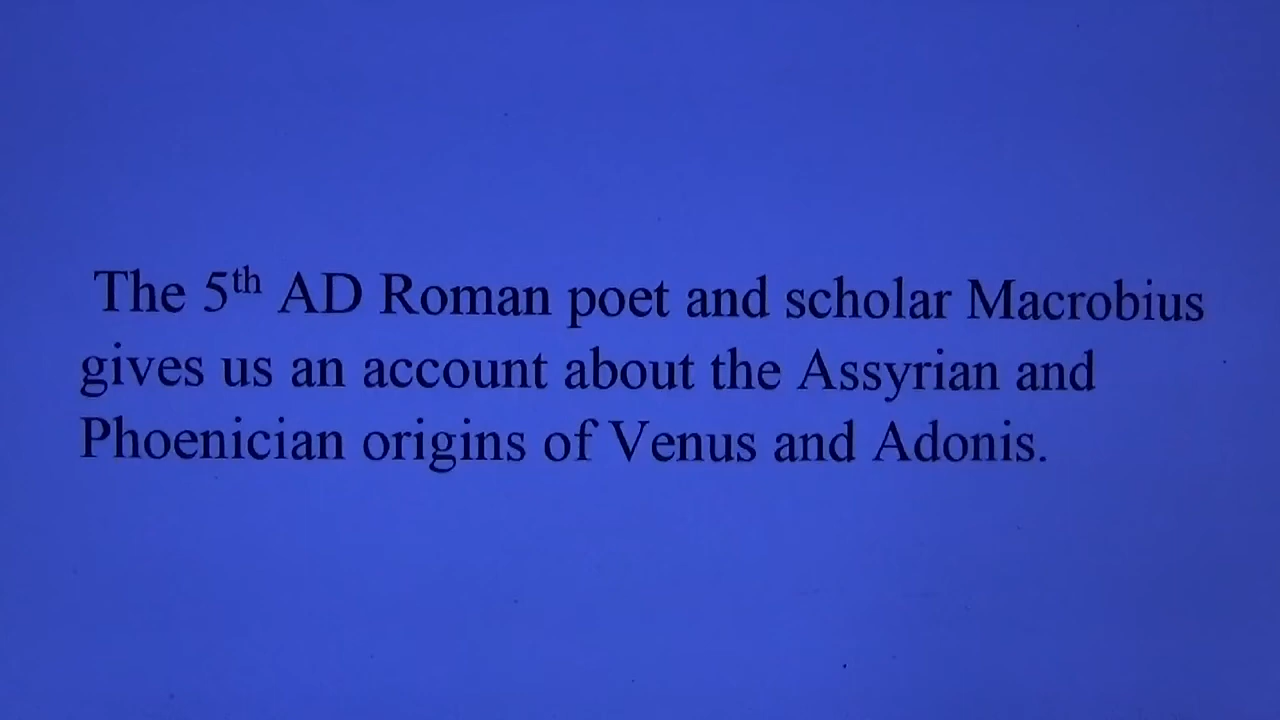 The 5th AD Roman poet and scholar Macrobius
gives us an account about the Assyrian and
Phoenician origins of Venus and Adonis.